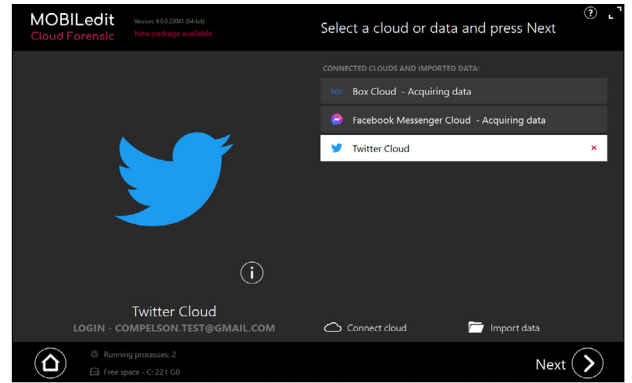 MOBILedit
Cloud Forensic
Version: 9.0.0.23041 (64-bit)
New package available
Select a cloud or data and press Next
?
CONNECTED CLOUDS AND IMPORTED DATA:
box Box Cloud - Acquiring data
Facebook Messenger Cloud - Acquiring data
Twitter Cloud
i
Twitter Cloud
LOGIN - COMPELSON.TEST@GMAIL.COM
Connect cloud
Import data
Running processes: 2
Free space - C: 221 GB
Next